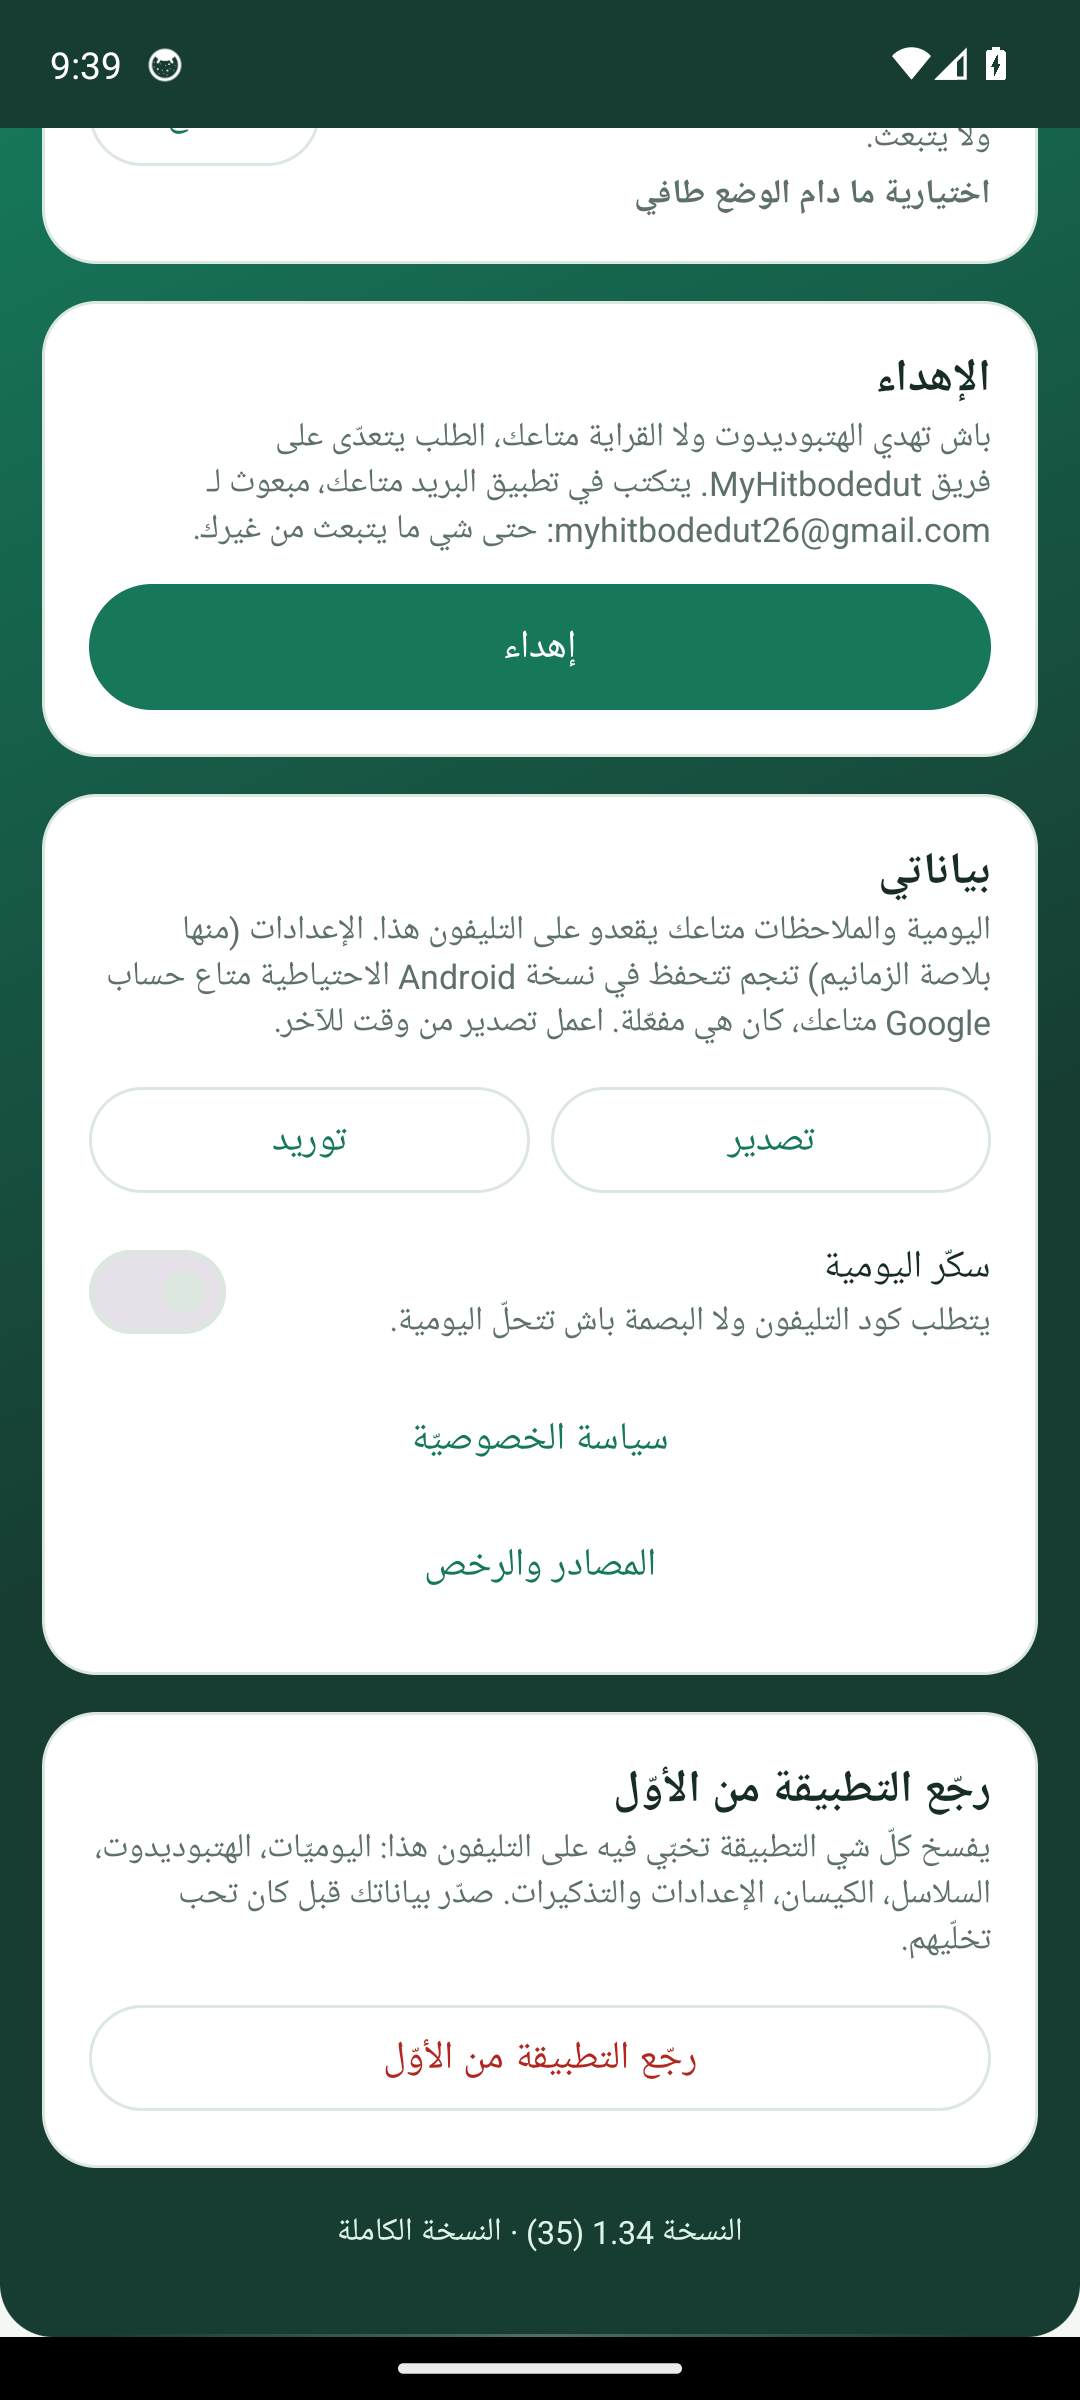 9:39
ولا يتبعث.
اختيارية ما دام الوضع طافي
الإهداء
باش تهدي الهتبوديدوت ولا القراية متاعك، الطلب يتعدّى على
فريق MyHitbodedut. يتكتب في تطبيق البريد متاعك، مبعوث لـ
myhitbodedut26@gmail.com: حتى شي ما يتبعث من غيرك.
إهداء
بياناتي
اليومية والملاحظات متاعك يقعدو على التليفون هذا. الإعدادات (منها
بلاصة الزمانيم) تنجم تتحفظ في نسخة Android الاحتياطية متاع حساب
Google متاعك، كان هي مفعّلة. اعمل تصدير من وقت للآخر.
تصدير
توريد
سكّر اليومية
يتطلب كود التليفون ولا البصمة باش تتحلّ اليومية.
سياسة الخصوصيّة
المصادر والرخص
رجّع التطبيقة من الأوّل
يفسخ كلّ شي التطبيقة تخبّي فيه على التليفون هذا: اليوميّات، الهتبوديدوت،
السلاسل، الكيسان، الإعدادات والتذكيرات. صدّر بياناتك قبل كان تحب
تخلّيهم.
رجّع التطبيقة من الأوّل
النسخة 1.34 (35) · النسخة الكاملة